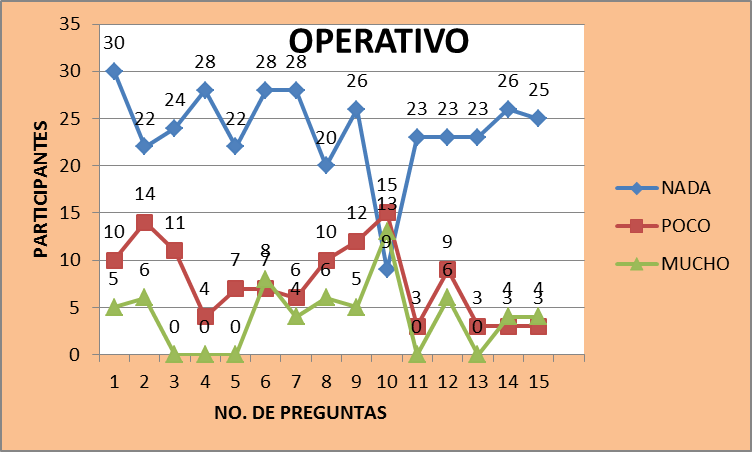 OPERATIVO
35
30
25
20
15
10
5
0
PARTICIPANTES
30 22 24 28 22 28 28 20 26 9 23 23 23 26 25
10 14 11 4 7 7 6 10 12 15 3 9 3 3 3
5 6 0 0 0 8 4 6 5 13 0 6 0 4 4
1 2 3 4 5 6 7 8 9 10 11 12 13 14 15
NO. DE PREGUNTAS
NADA
POCO
MUCHO